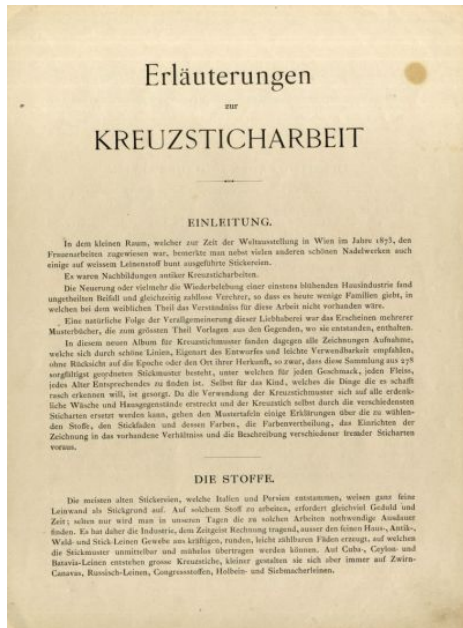 Erläuterungen
zur
KREUZSTICHARBEIT
EINLEITUNG.
In dem kleinen Raum, welcher zur Zeit der Weltausstellung in Wien im Jahre 1873, den
Frauenarbeiten zugewiesen war, bemerkte man nebst vielen anderen schönen Nadelwerken auch
einige auf weissem Leinenstoff bunt ausgeführte Stickereien.
Es waren Nachbildungen antiker Kreuzsticharbeiten.
Die Neuerung oder vielmehr die Wiederbelebung einer einstens blühenden Hausindustrie fand
ungetheilten Beifall und gleichzeitig zahllose Verehrer, so dass es heute wenige Familien giebt, in
welchen bei dem weiblichen Theil das Verständniss für diese Arbeit nicht vorhanden wäre.
Eine natürliche Folge der Verallgemeinerung dieser Liebhaberei war das Erscheinen mehrerer
Musterbücher, die zum grössten Theil Vorlagen aus den Gegenden, wo sie entstanden, enthalten.
In diesem neuen Album für Kreuzstichmuster fanden dagegen alle Zeichnungen Aufnahme,
welche sich durch schöne Linien, Eigenart des Entwurfes und leichte Verwendbarkeit empfahlen,
ohne Rücksicht auf die Epoche oder den Ort ihrer Herkunft, so zwar, dass diese Sammlung aus 278
sorgfältigst geordneten Stickmuster besteht, unter welchen für jeden Geschmack, jeden Fleiss,
jedes Alter Entsprechendes zu finden ist. Selbst für das Kind, welches die Dinge die es schafft
rasch erkennen will, ist gesorgt. Da die Verwendung der Kreuzstichmuster sich auf alle erdenk-
liche Wäsche und Hausgegenstände erstreckt und der Kreuzstich selbst durch die verschiedensten
Sticharten ersetzt werden kann, gehen den Mustertafeln einige Erklärungen über die zu wählen-
den Stoffe, den Stickfaden und dessen Farben, die Farbenvertheilung, das Einrichten der
Zeichnung in das vorhandene Verhältniss und die Beschreibung verschiedener fremder Sticharten
voraus.
DIE STOFFE.
Die meisten alten Stickereien, welche Italien und Persien entstammen, weisen ganz feine
Leinwand als Stickgrund auf. Auf solchem Stoff zu arbeiten, erfordert gleichviel Geduld und
Zeit; selten nur wird man in unseren Tagen die zu solchen Arbeiten nothwendige Ausdauer
finden. Es hat daher die Industrie, dem Zeitgeist Rechnung tragend, ausser den feinen Haus-, Antik-,
Weld- und Stick-Leinen Gewebe aus kräftigen, runden, leicht zählbaren Fäden erzeugt, auf welchen
die Stickmuster unmittelbar und mühelos übertragen werden können. Auf Cuba-, Ceylon- und
Batavia-Leinen entstehen grosse Kreuzstiche, kleiner gestalten sie sich aber immer auf Zwirn-
Canavas, Russisch-Leinen, Congressstoffen, Holbein- und Siebmacherleinen.